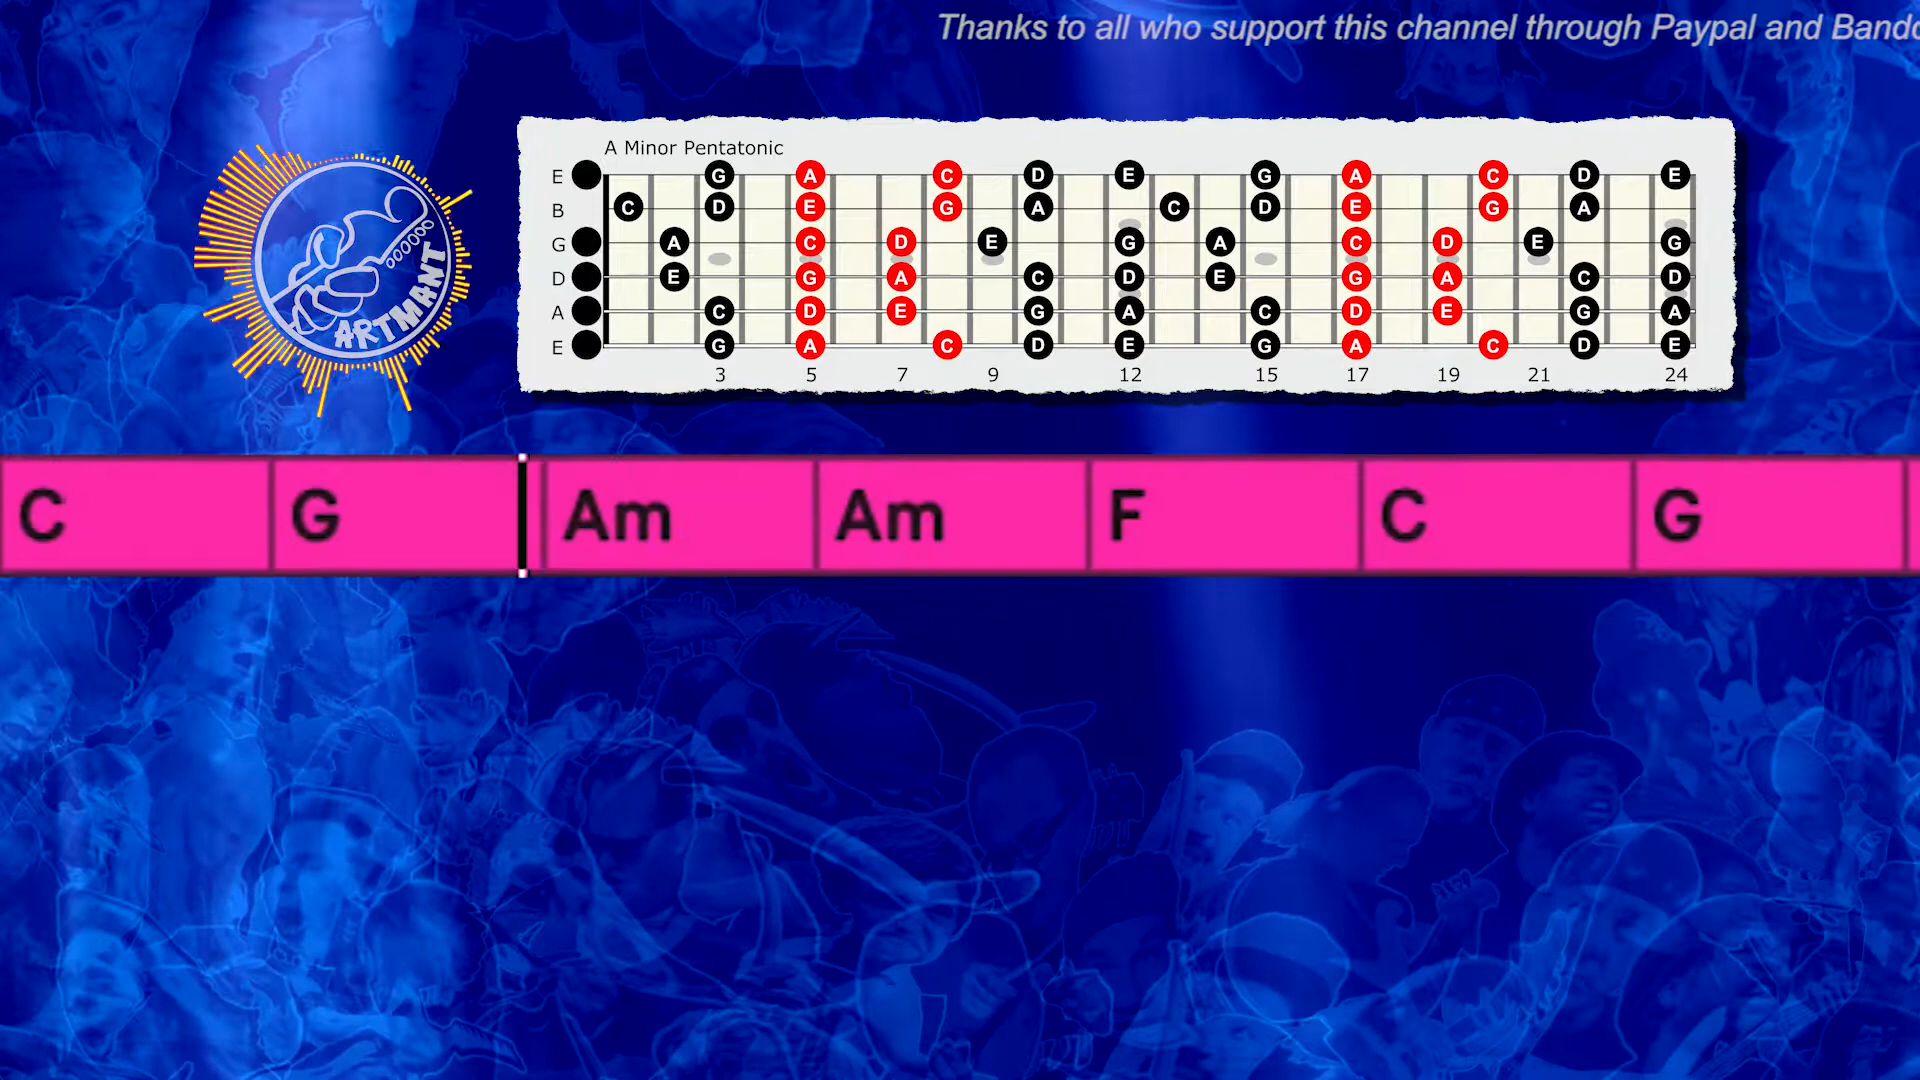 Thanks to all who support this channel through Paypal and Bandc
A Minor Pentatonic
E G A C D E G A C D E
B C D E G A C D E G A
G A C D E G A C D E G
D E G A C D E G A C D
A C D E G A C D E G A
E G A C D E G A C D E
3 5 7 9 12 15 17 19 21 24
ARTMANT
C G Am Am F C G